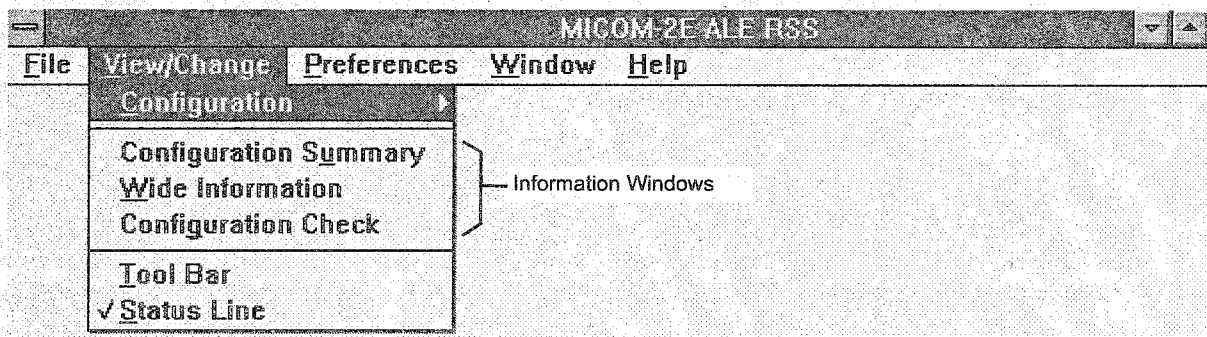 MICOM-2E ALE RSS
File View/Change Preferences Window Help
Configuration
Configuration Summary
Wide Information
Configuration Check
Information Windows
Tool Bar
✓ Status Line